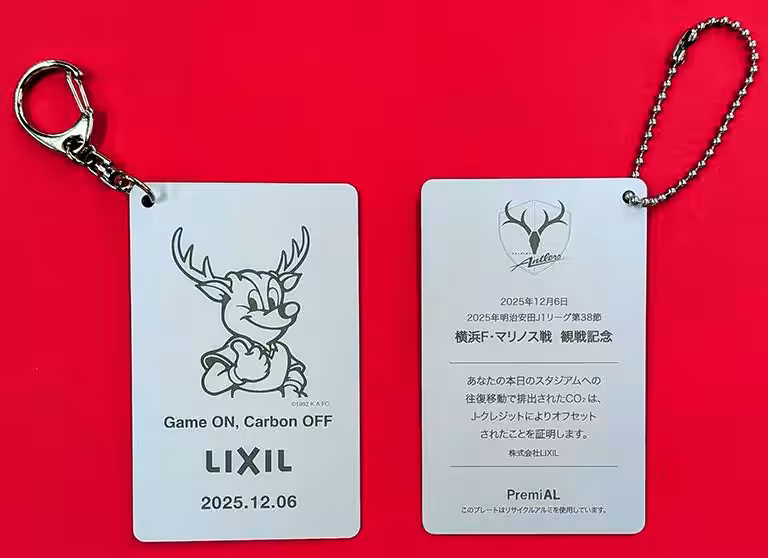 ©1992 K.A.FC
Game ON, Carbon OFF
LIXIL
2025.12.06
Antlers
2025年12月6日
2025年明治安田J1リーグ第38節
横浜F・マリノス戦 観戦記念
あなたの本日のスタジアムへの
往復移動で排出されたCO₂は、
J-クレジットによりオフセット
されたことを証明します。
株式会社LIXIL
PremiAL
このプレートはリサイクルアルミを使用しています。